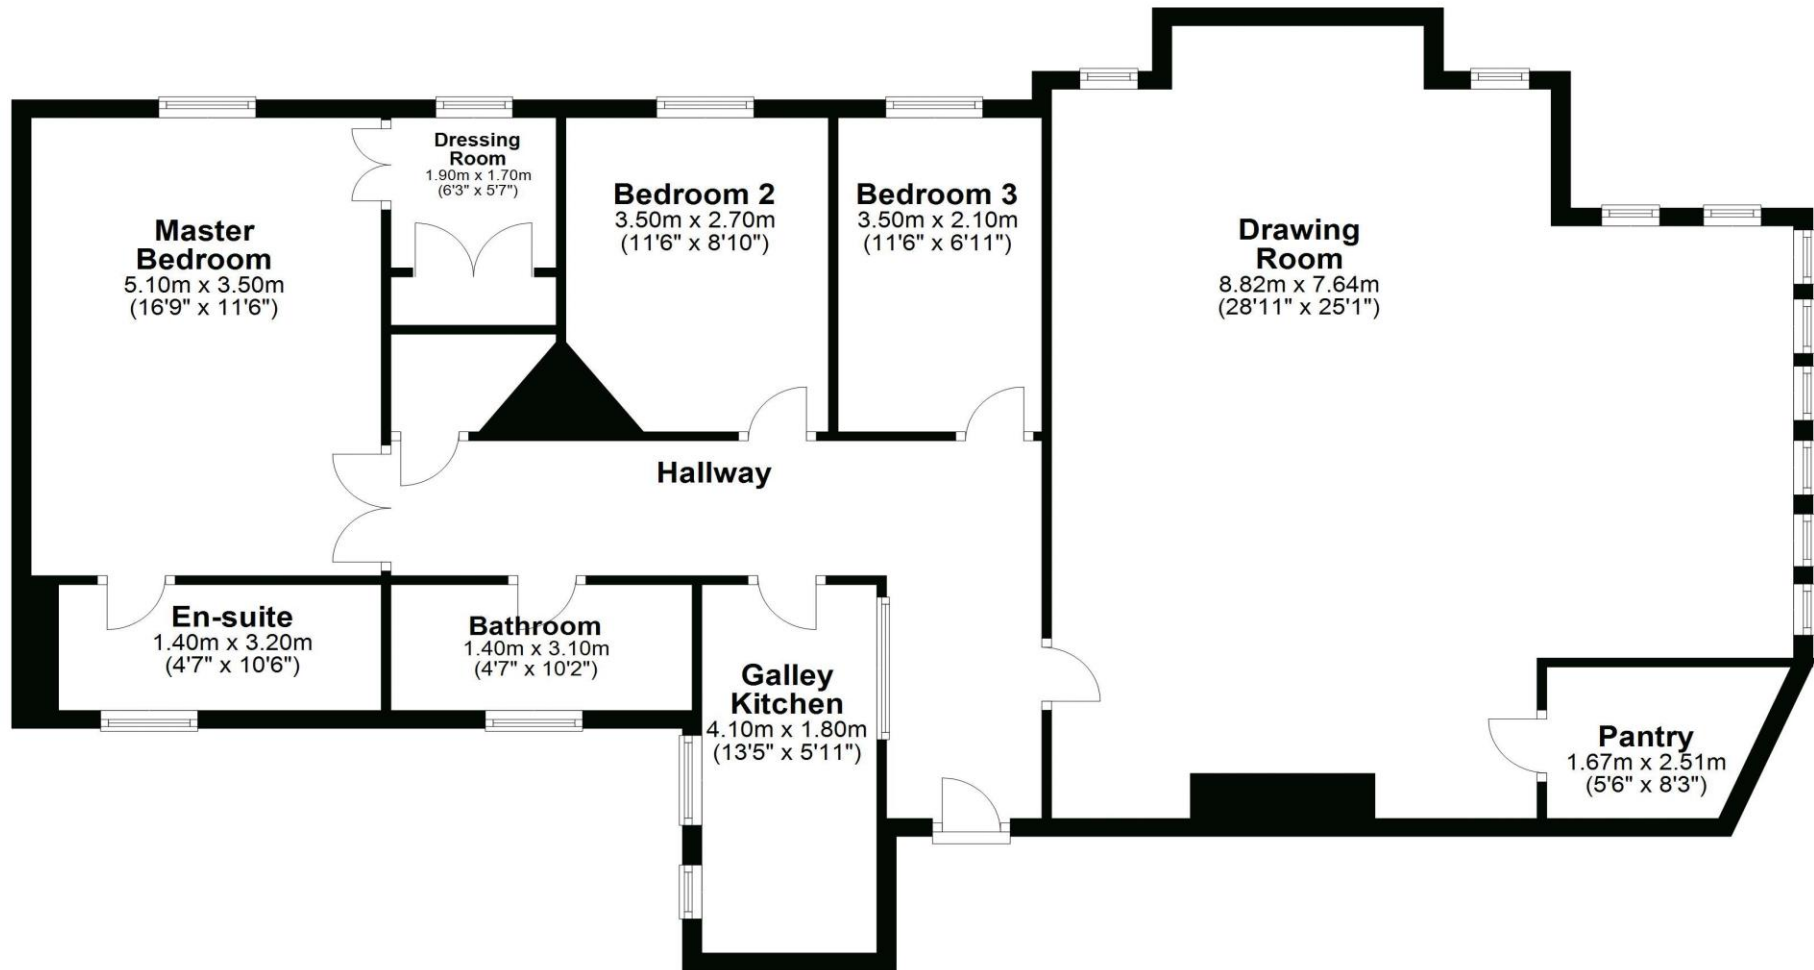 Dressing
Room
1.90m x 1.70m
(6'3" x 5'7")
Bedroom 2
3.50m x 2.70m
(11'6" x 8'10")
Bedroom 3
3.50m x 2.10m
(11'6" x 6'11")
Master
Bedroom
5.10m x 3.50m
(16'9" x 11'6")
Drawing
Room
8.82m x 7.64m
(28'11" x 25'1")
Hallway
En-suite
1.40m x 3.20m
(4'7" x 10'6")
Bathroom
1.40m x 3.10m
(4'7" x 10'2")
Galley
Kitchen
4.10m x 1.80m
(13'5" x 5'11")
Pantry
1.67m x 2.51m
(5'6" x 8'3")